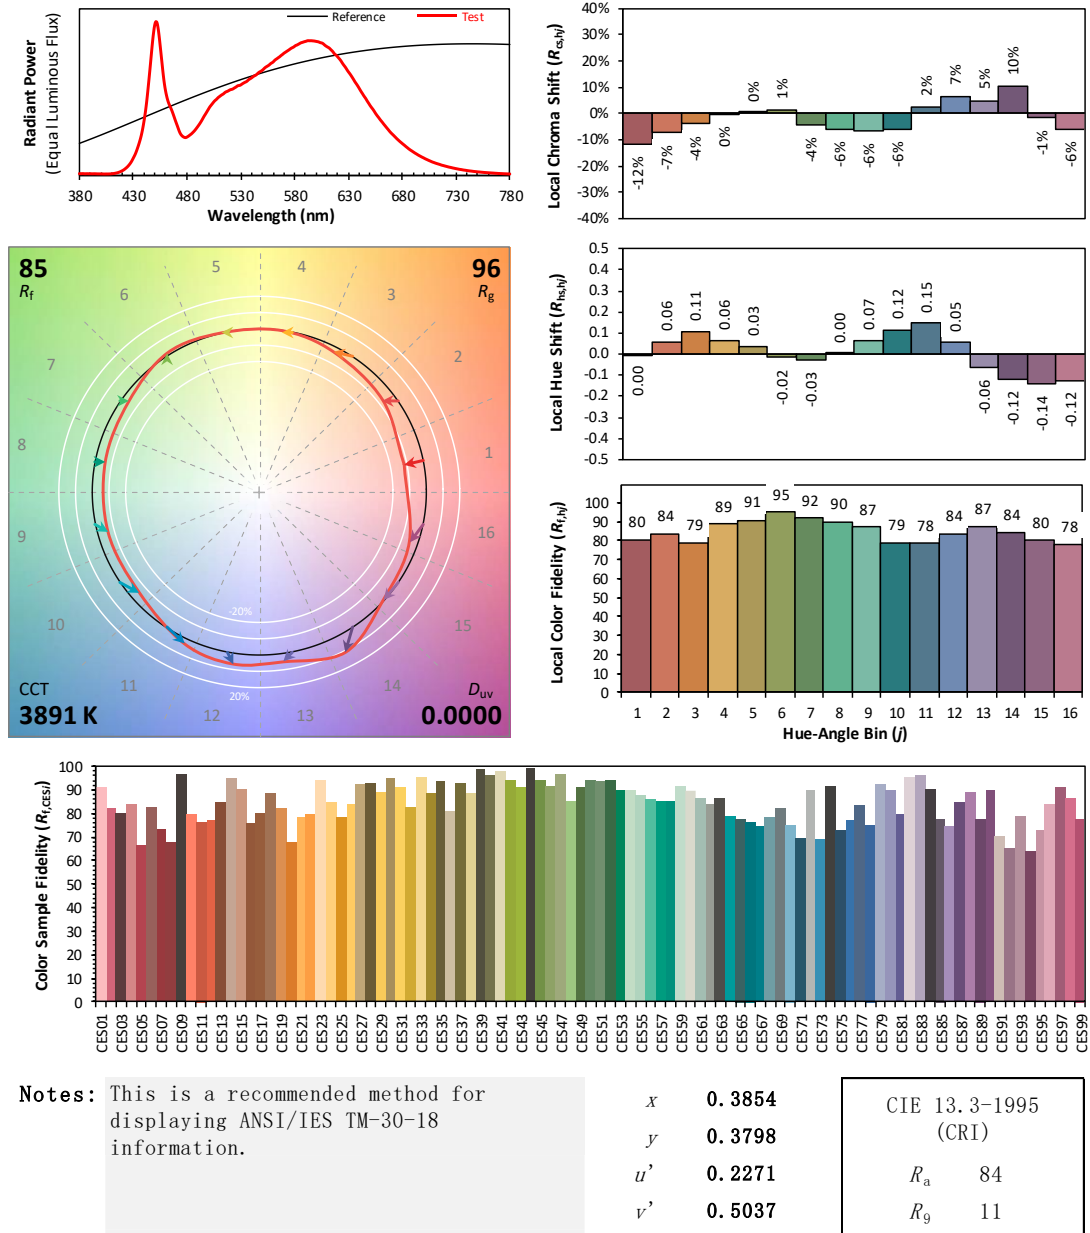 Radiant Power
(Equal Luminous Flux)
Reference
Test
380 430 480 530 580 630 680 730 780
Wavelength (nm)
Local Chroma Shift (Rcs,hj)
40%
30%
20%
10%
0%
-10%
-20%
-30%
-40%
-12% -7% -4% 0% 0% 1% -4% -6% -6% -6% 2% 7% 5% 10% -1% -6%
85
Rf
96
Rg
1
2
3
4
5
6
7
8
9
10
11
12
13
14
15
16
-20%
20%
CCT
3891 K
Duv
0.0000
Local Hue Shift (Rhs,hj)
0.5
0.4
0.3
0.2
0.1
0.0
-0.1
-0.2
-0.3
-0.4
-0.5
0.00 0.06 0.11 0.06 0.03 -0.02 -0.03 0.00 0.07 0.12 0.15 0.05 -0.06 -0.12 -0.14 -0.12
Local Color Fidelity (Rf,hj)
100
90
80
70
60
50
40
30
20
10
0
80 84 79 89 91 95 92 90 87 79 78 84 87 84 80 78
1 2 3 4 5 6 7 8 9 10 11 12 13 14 15 16
Hue-Angle Bin (j)
Color Sample Fidelity (Rf,CESi)
100
90
80
70
60
50
40
30
20
10
0
CES01 CES03 CES05 CES07 CES09 CES11 CES13 CES15 CES17 CES19 CES21 CES23 CES25 CES27 CES29 CES31 CES33 CES35 CES37 CES39 CES41 CES43 CES45 CES47 CES49 CES51 CES53 CES55 CES57 CES59 CES61 CES63 CES65 CES67 CES69 CES71 CES73 CES75 CES77 CES79 CES81 CES83 CES85 CES87 CES89 CES91 CES93 CES95 CES97 CES99
Notes: This is a recommended method for
displaying ANSI/IES TM-30-18
information.
x 0.3854
y 0.3798
u' 0.2271
v' 0.5037
CIE 13.3-1995
(CRI)
Ra 84
R9 11